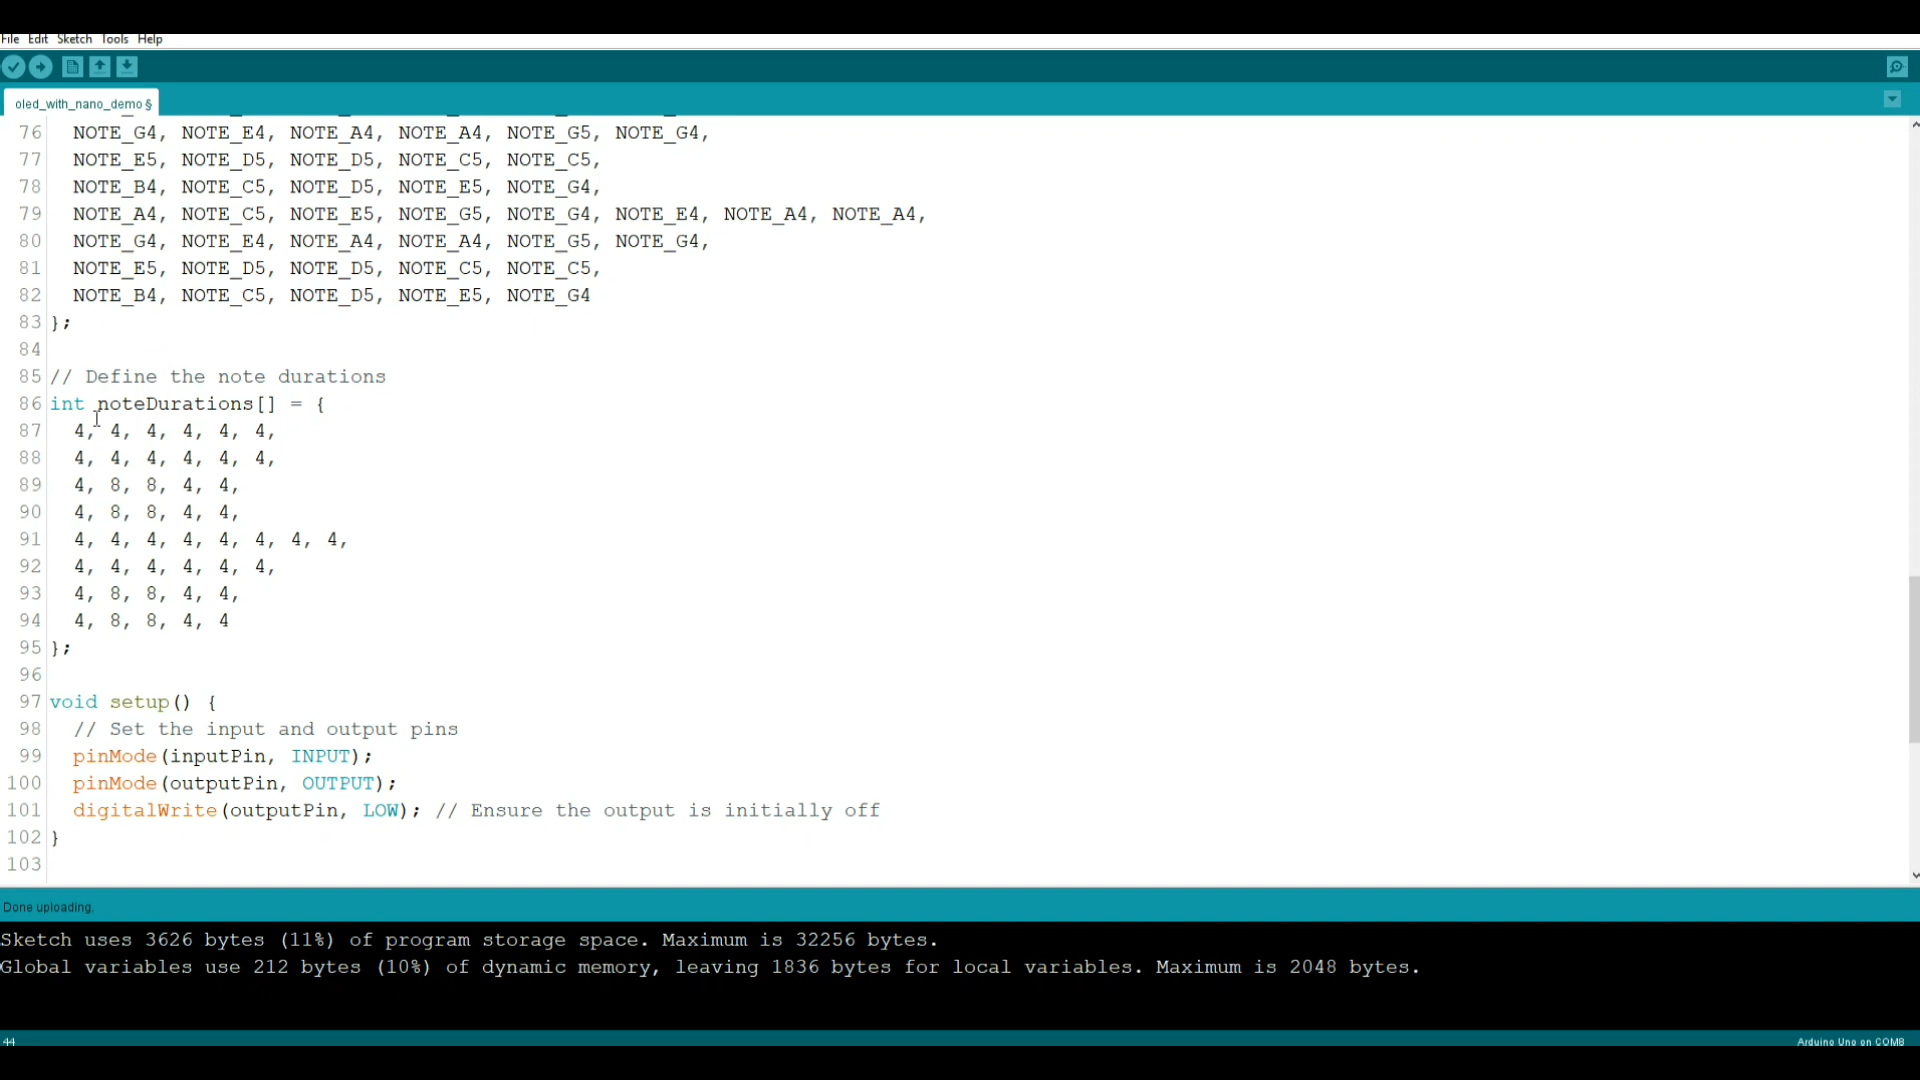 File Edit Sketch Tools Help
oled_with_nano_demo §
76 NOTE_G4, NOTE_E4, NOTE_A4, NOTE_A4, NOTE_G5, NOTE_G4,
77 NOTE_E5, NOTE_D5, NOTE_D5, NOTE_C5, NOTE_C5,
78 NOTE_B4, NOTE_C5, NOTE_D5, NOTE_E5, NOTE_G4,
79 NOTE_A4, NOTE_C5, NOTE_E5, NOTE_G5, NOTE_G4, NOTE_E4, NOTE_A4, NOTE_A4,
80 NOTE_G4, NOTE_E4, NOTE_A4, NOTE_A4, NOTE_G5, NOTE_G4,
81 NOTE_E5, NOTE_D5, NOTE_D5, NOTE_C5, NOTE_C5,
82 NOTE_B4, NOTE_C5, NOTE_D5, NOTE_E5, NOTE_G4
83 };
84
85 // Define the note durations
86 int noteDurations[] = {
87 4, 4, 4, 4, 4, 4,
88 4, 4, 4, 4, 4, 4,
89 4, 8, 8, 4, 4,
90 4, 8, 8, 4, 4,
91 4, 4, 4, 4, 4, 4, 4, 4,
92 4, 4, 4, 4, 4, 4,
93 4, 8, 8, 4, 4,
94 4, 8, 8, 4, 4
95 };
96
97 void setup() {
98 // Set the input and output pins
99 pinMode(inputPin, INPUT);
100 pinMode(outputPin, OUTPUT);
101 digitalWrite(outputPin, LOW); // Ensure the output is initially off
102 }
103
Done uploading.
Sketch uses 3626 bytes (11%) of program storage space. Maximum is 32256 bytes.
Global variables use 212 bytes (10%) of dynamic memory, leaving 1836 bytes for local variables. Maximum is 2048 bytes.
44 Arduino Uno on COM8